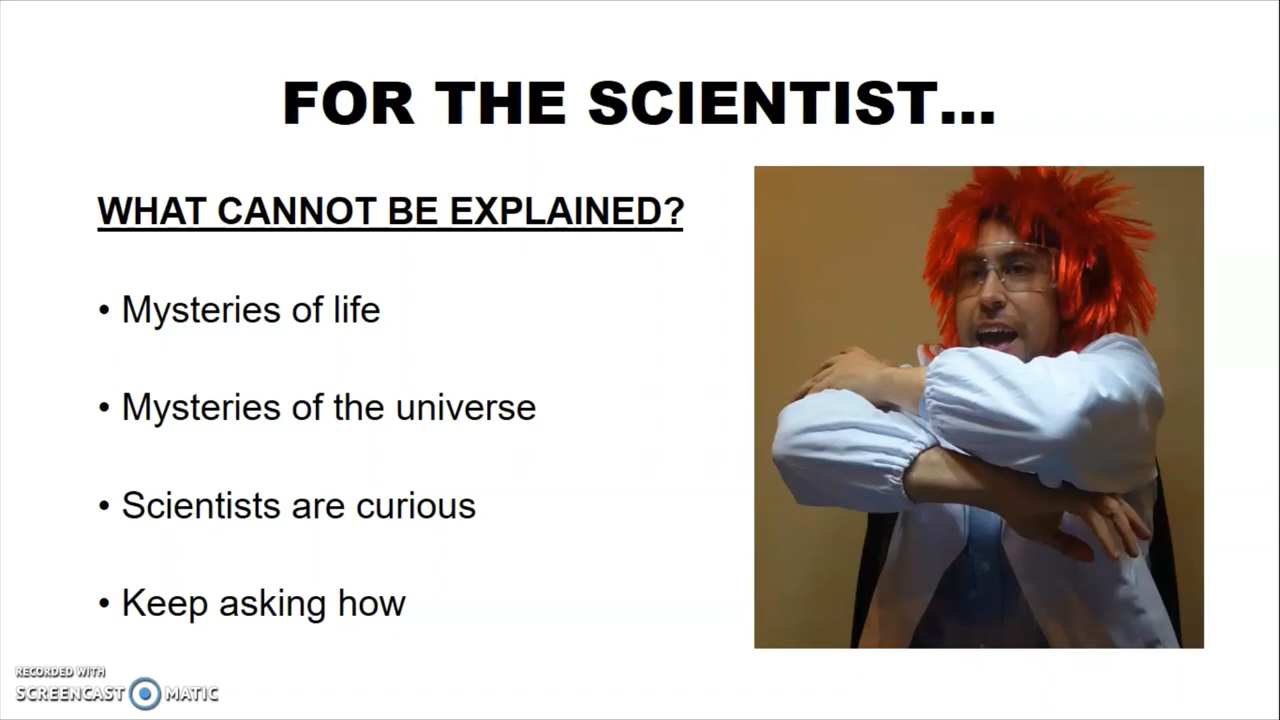 FOR THE SCIENTIST...
WHAT CANNOT BE EXPLAINED?
• Mysteries of life
• Mysteries of the universe
• Scientists are curious
• Keep asking how
RECORDED WITH
SCREENCAST MATIC